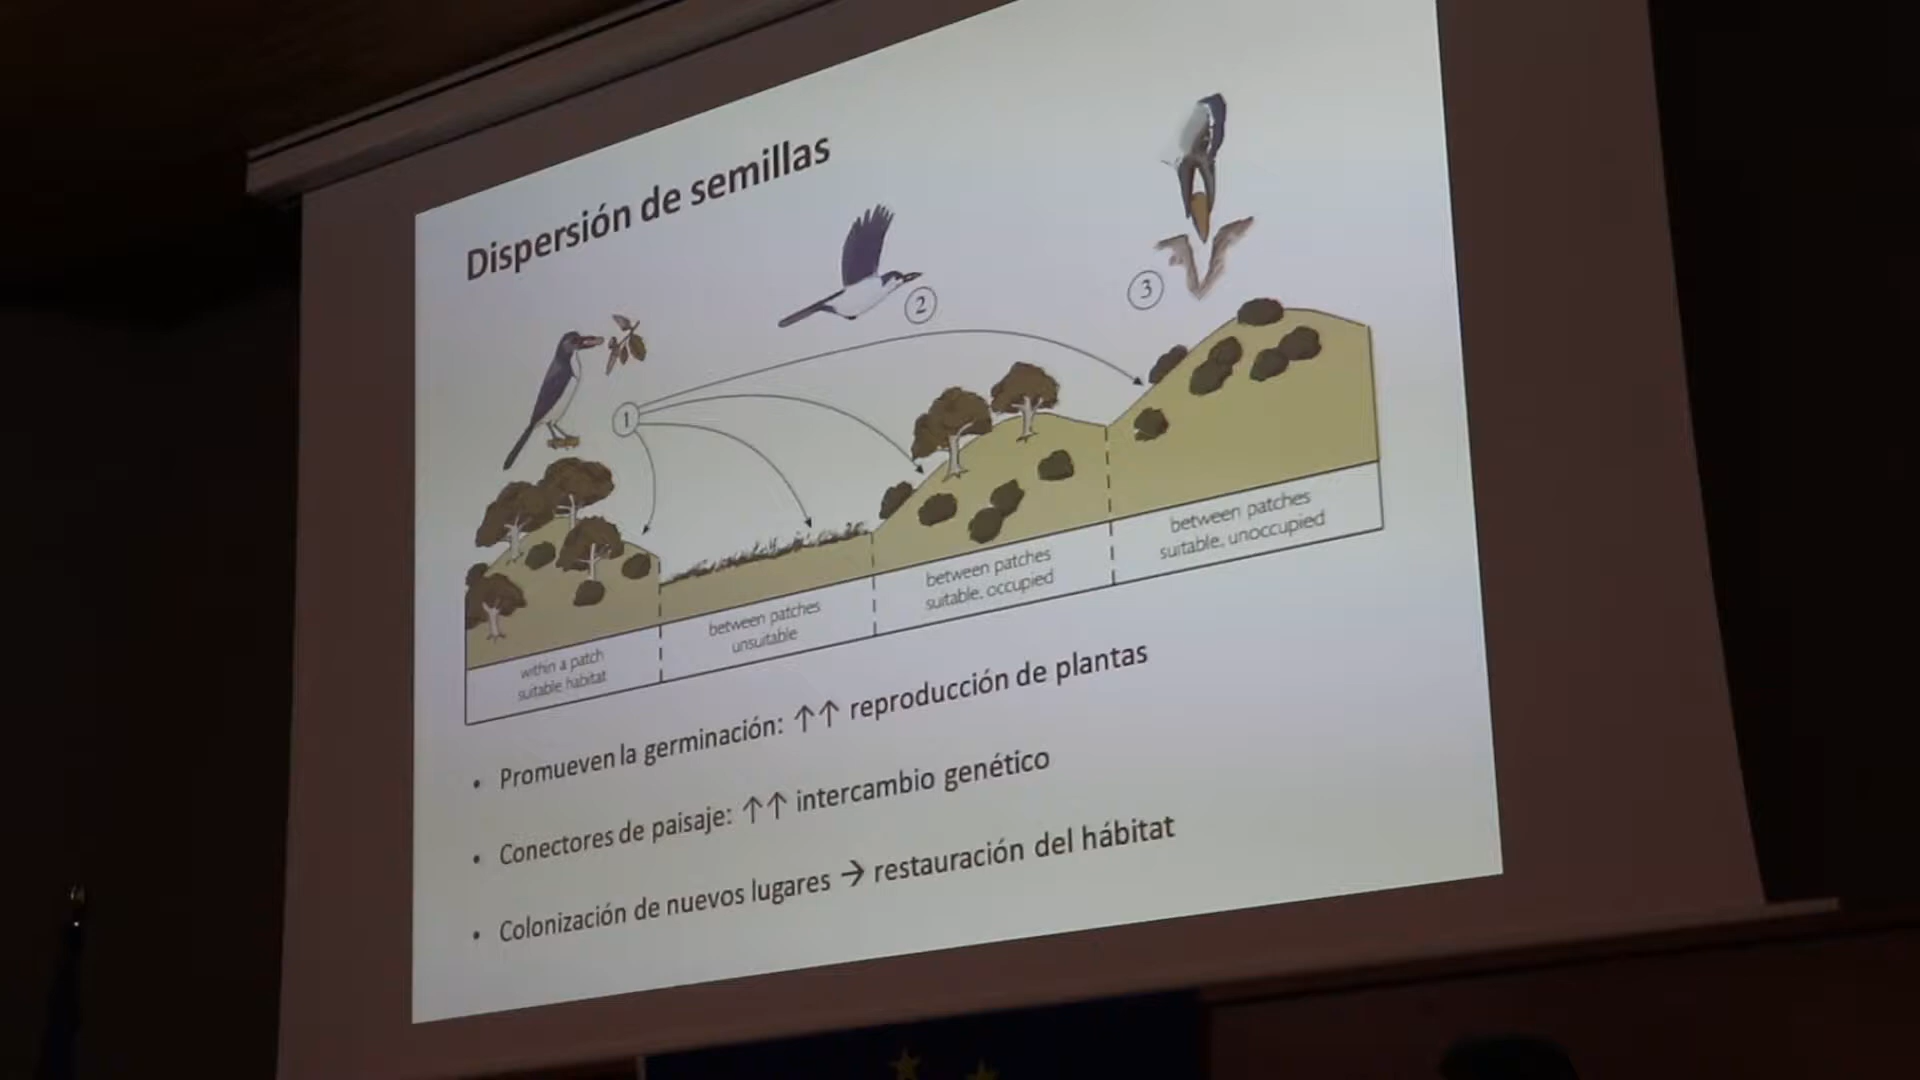 Dispersión de semillas
1
2
3
within a patch
suitable habitat
between patches
unsuitable
between patches
suitable, occupied
between patches
suitable, unoccupied
• Promueven la germinación: ↑↑ reproducción de plantas
• Conectores de paisaje: ↑↑ intercambio genético
• Colonización de nuevos lugares → restauración del hábitat